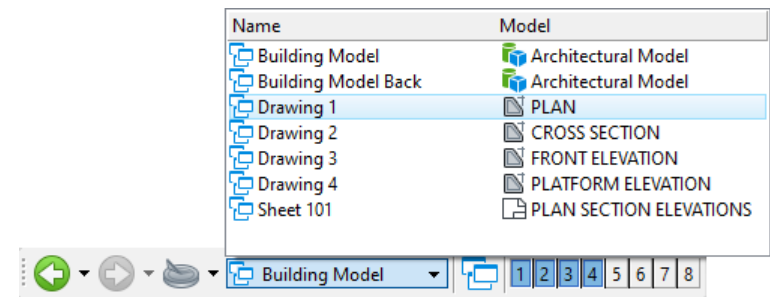 Name Model
Building Model Architectural Model
Building Model Back Architectural Model
Drawing 1 PLAN
Drawing 2 CROSS SECTION
Drawing 3 FRONT ELEVATION
Drawing 4 PLATFORM ELEVATION
Sheet 101 PLAN SECTION ELEVATIONS
Building Model 1 2 3 4 5 6 7 8